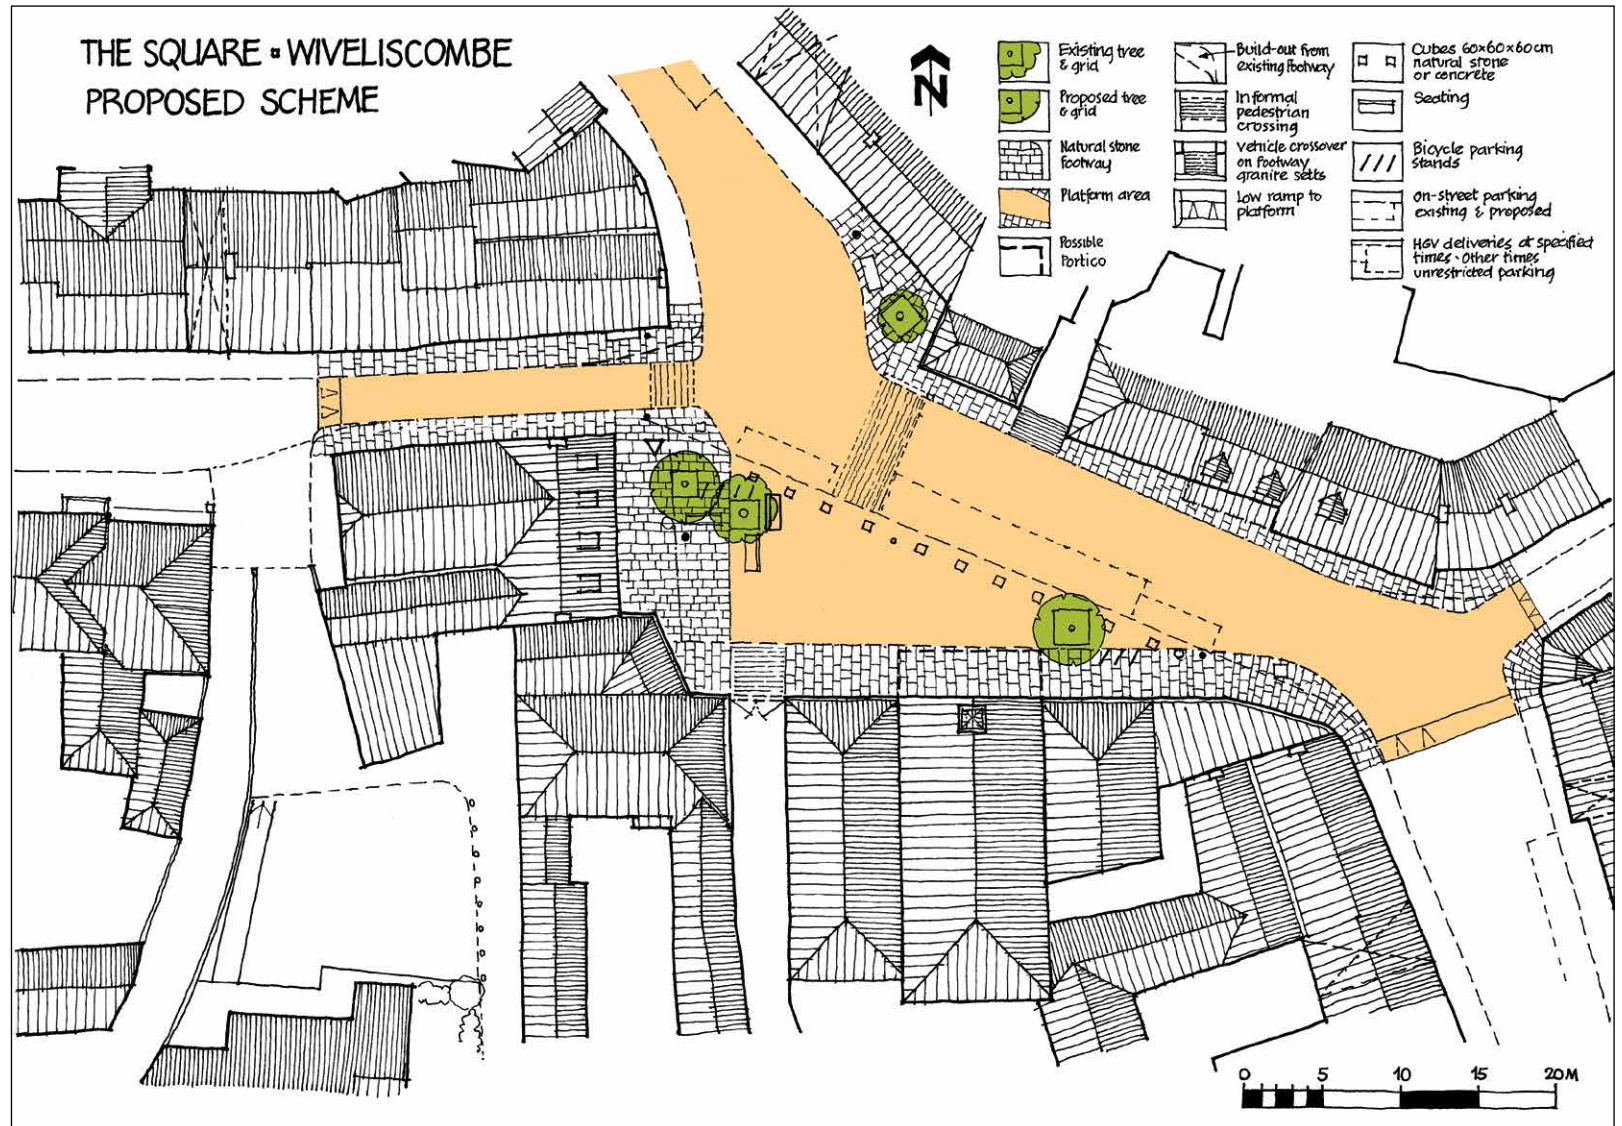 THE SQUARE ▫ WIVELISCOMBE
PROPOSED SCHEME
N
Existing tree
& grid
Proposed tree
& grid
Natural stone
footway
Platform area
Possible
Portico
Build-out from
existing footway
Informal
pedestrian
crossing
vehicle crossover
on footway
granite setts
Low ramp to
platform
Cubes 60x60x60cm
natural stone
or concrete
Seating
Bicycle parking
stands
on-street parking
existing & proposed
HGV deliveries at specified
times · Other times
unrestricted parking
0 5 10 15 20M